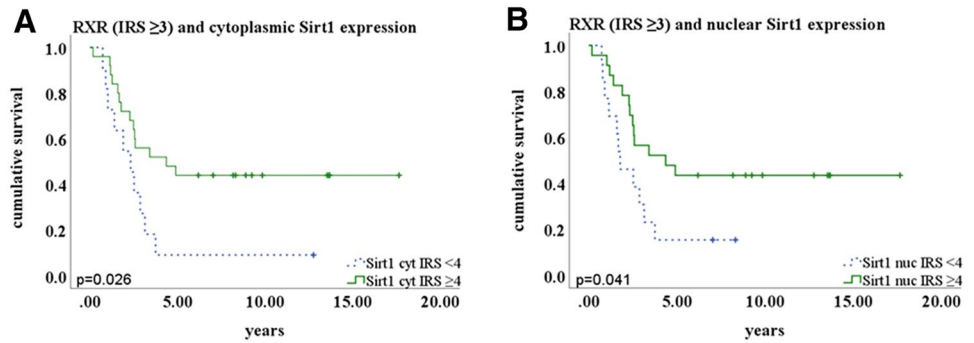 A
RXR (IRS ≥3) and cytoplasmic Sirt1 expression
cumulative survival
1.0
0.8
0.6
0.4
0.2
0.0
p=0.026
Sirt1 cyt IRS <4
Sirt1 cyt IRS ≥4
.00 5.00 10.00 15.00 20.00
years
B
RXR (IRS ≥3) and nuclear Sirt1 expression
cumulative survival
1.0
0.8
0.6
0.4
0.2
0.0
p=0.041
Sirt1 nuc IRS <4
Sirt1 nuc IRS ≥4
.00 5.00 10.00 15.00 20.00
years